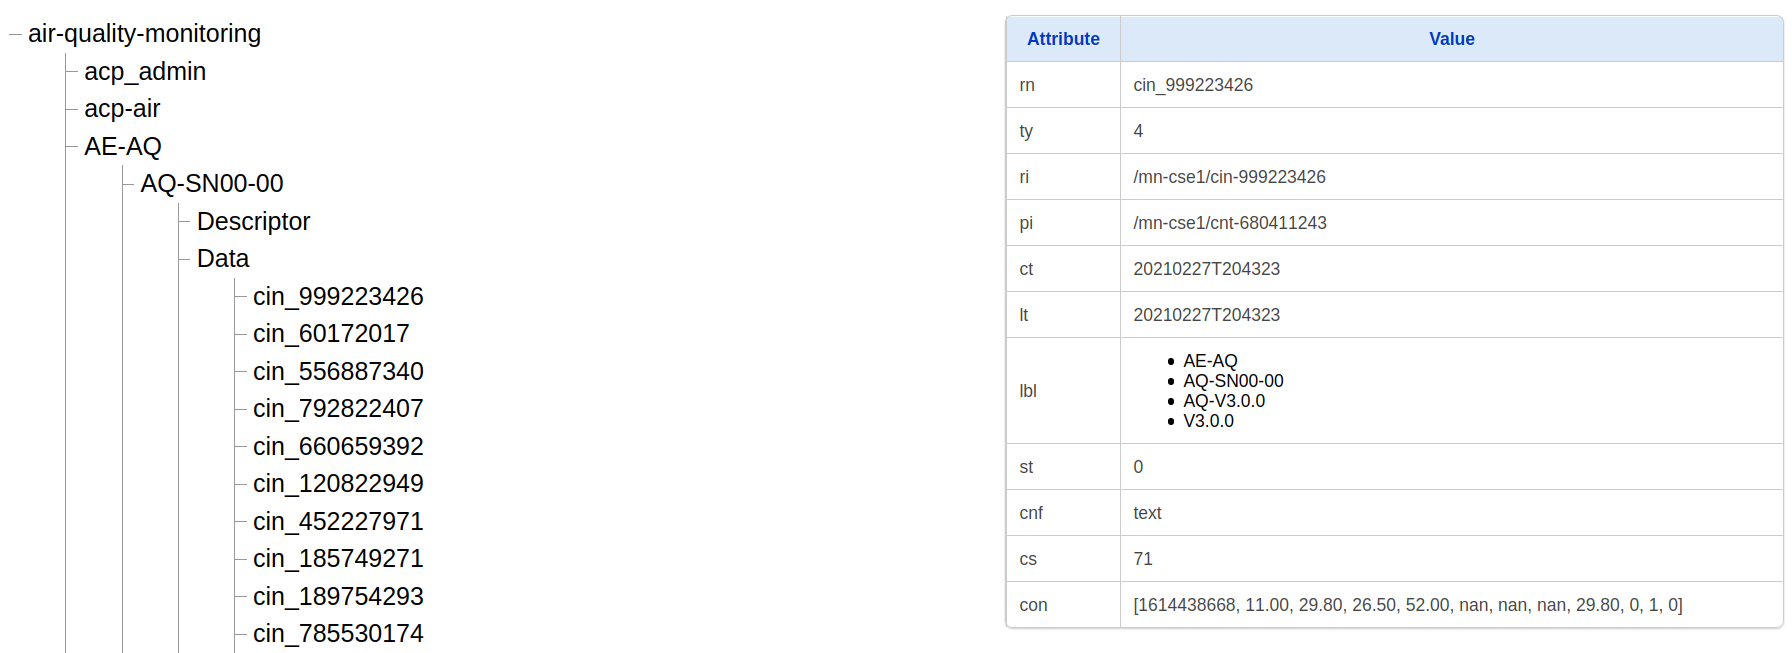 air-quality-monitoring
acp_admin
acp-air
AE-AQ
AQ-SN00-00
Descriptor
Data
cin_999223426
cin_60172017
cin_556887340
cin_792822407
cin_660659392
cin_120822949
cin_452227971
cin_185749271
cin_189754293
cin_785530174
Attribute Value
rn cin_999223426
ty 4
ri /mn-cse1/cin-999223426
pi /mn-cse1/cnt-680411243
ct 20210227T204323
lt 20210227T204323
lbl
• AE-AQ
• AQ-SN00-00
• AQ-V3.0.0
• V3.0.0
st 0
cnf text
cs 71
con [1614438668, 11.00, 29.80, 26.50, 52.00, nan, nan, nan, 29.80, 0, 1, 0]